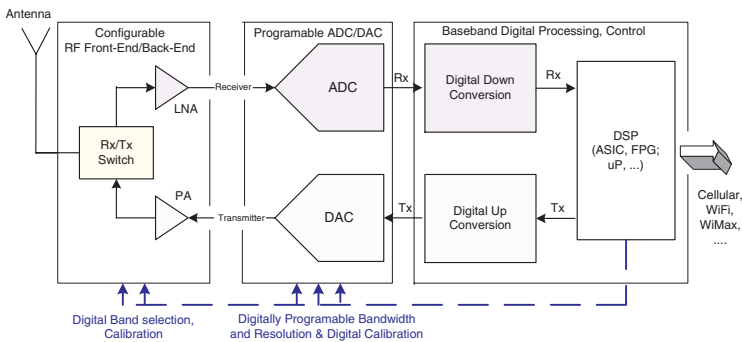 Antenna
Configurable
RF Front-End/Back-End
Programable ADC/DAC
Baseband Digital Processing, Control
LNA
Receiver
ADC
Rx
Digital Down
Conversion
Rx
Rx/Tx
Switch
DSP
(ASIC, FPG;
uP, ...)
PA
Transmitter
DAC
Tx
Digital Up
Conversion
Tx
Cellular,
WiFi,
WiMax,
....
Digital Band selection,
Calibration
Digitally Programable Bandwidth
and Resolution & Digital Calibration